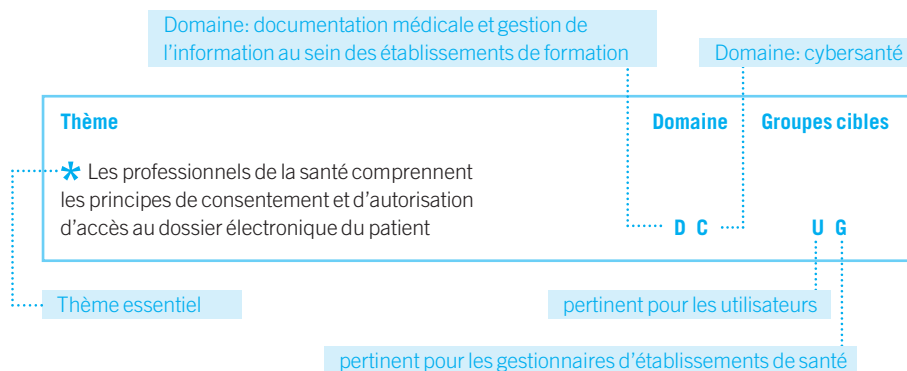 Domaine: documentation médicale et gestion de
l'information au sein des établissements de formation
Domaine: cybersanté
Thème Domaine Groupes cibles
* Les professionnels de la santé comprennent
les principes de consentement et d'autorisation
d'accès au dossier électronique du patient D C U G
Thème essentiel pertinent pour les utilisateurs
pertinent pour les gestionnaires d'établissements de santé